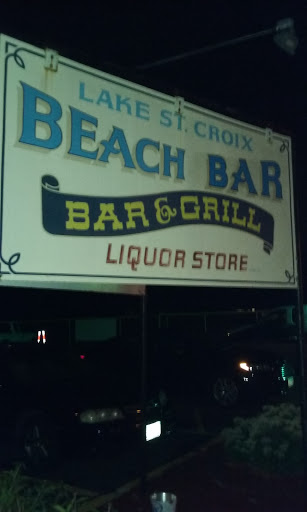 LAKE ST. CROIX
BEACH BAR
BAR & GRILL
LIQUOR STORE